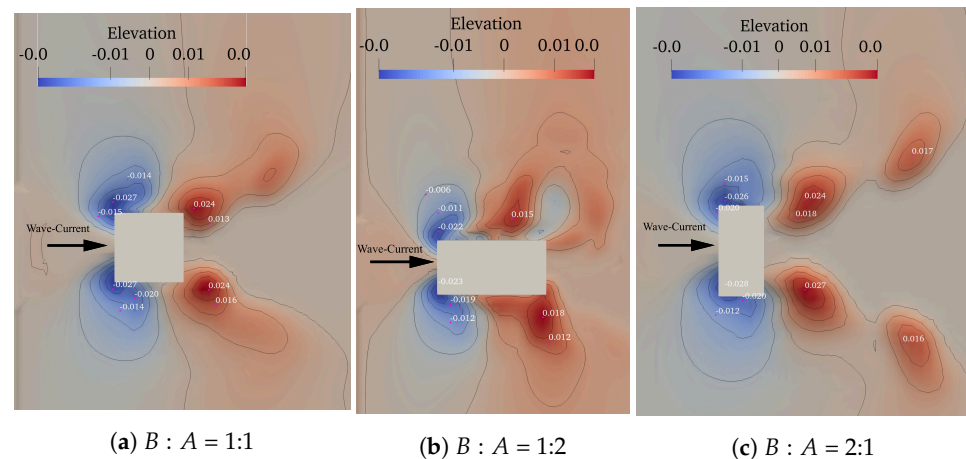 Elevation
-0.0 -0.01 0 0.01 0.0
-0.014
-0.027
-0.015
0.024
0.013
Wave-Current
-0.027
-0.020
-0.014
0.024
0.016
(a) B : A = 1:1
Elevation
-0.0 -0.01 0 0.01 0.0
-0.006
-0.011
-0.022
0.015
Wave-Current
-0.023
-0.019
-0.012
0.018
0.012
(b) B : A = 1:2
Elevation
-0.0 -0.01 0 0.01 0.0
0.017
-0.015
-0.026
-0.020
0.024
0.018
Wave-Current
-0.028
-0.020
-0.012
0.027
0.016
(c) B : A = 2:1